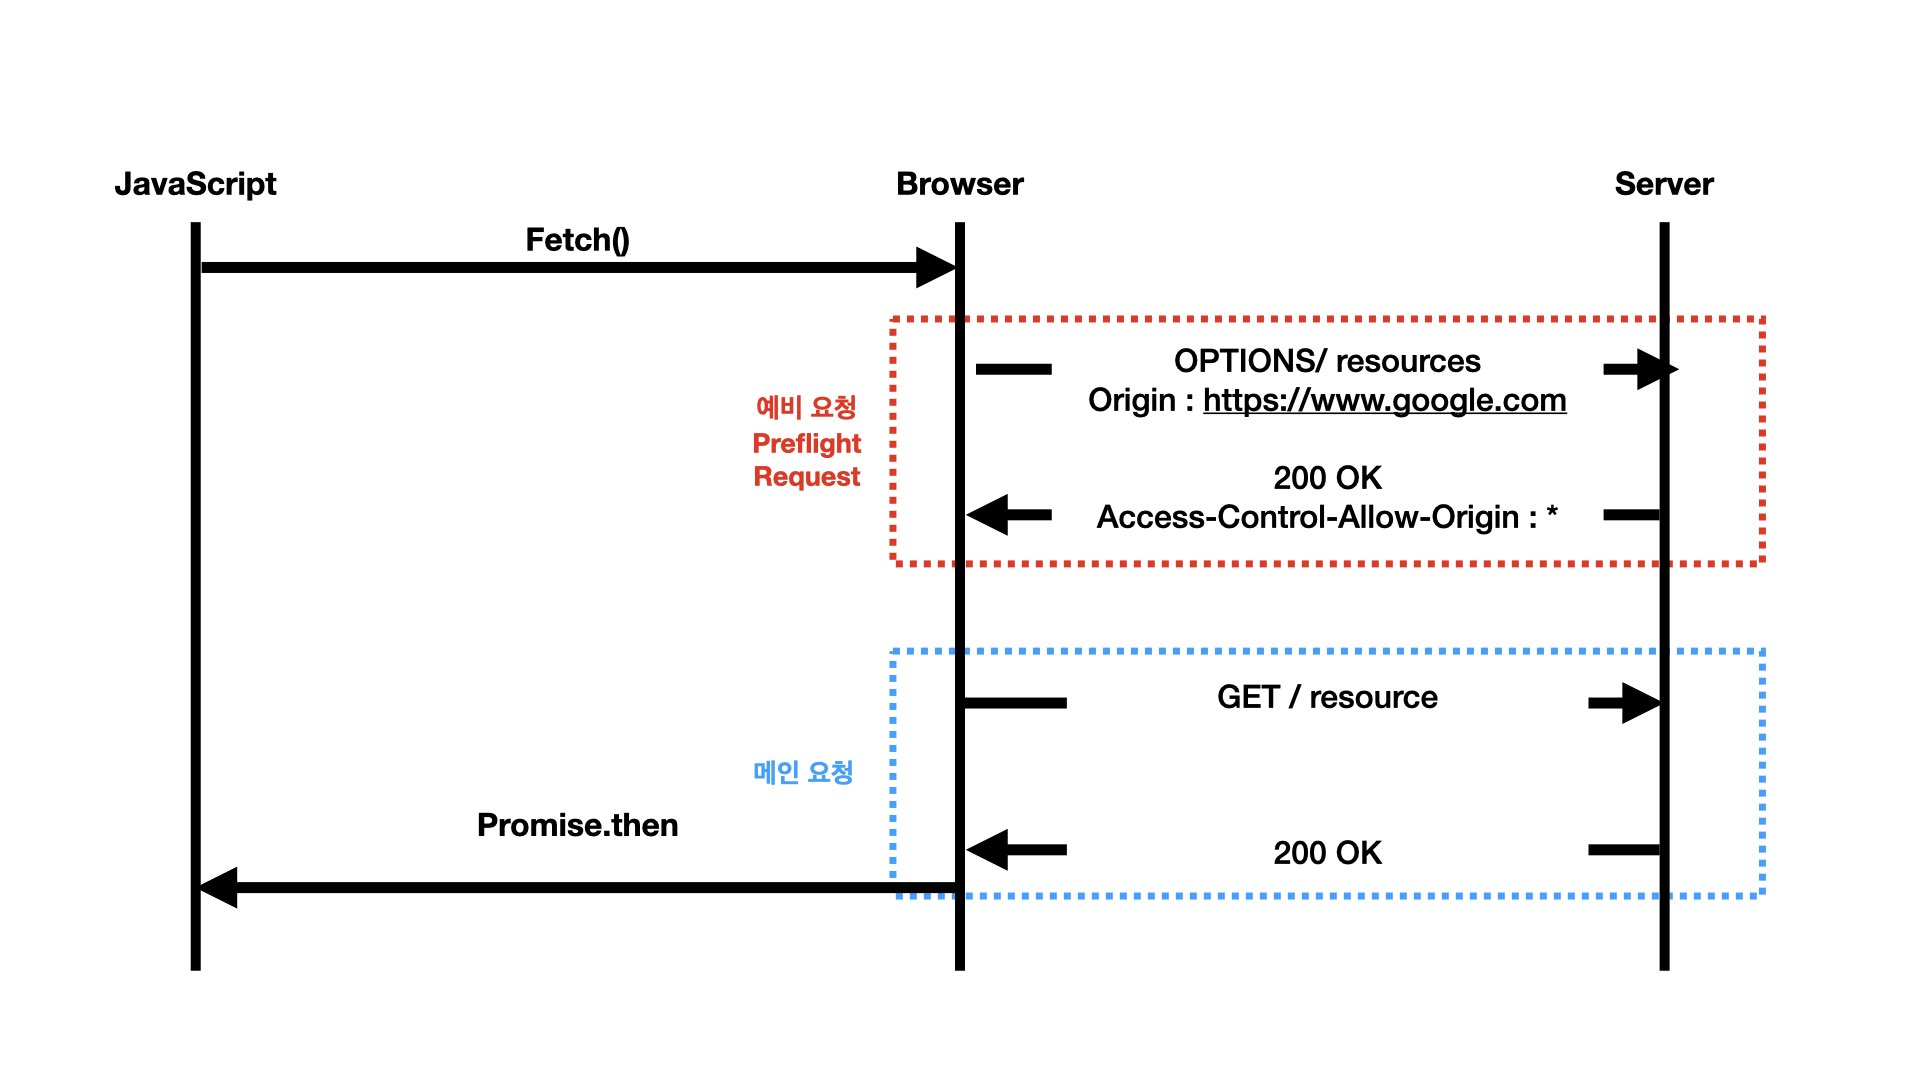 JavaScript
Browser
Server
Fetch()
OPTIONS/ resources
Origin : https://www.google.com
예비 요청
Preflight
Request
200 OK
Access-Control-Allow-Origin : *
GET / resource
메인 요청
Promise.then
200 OK